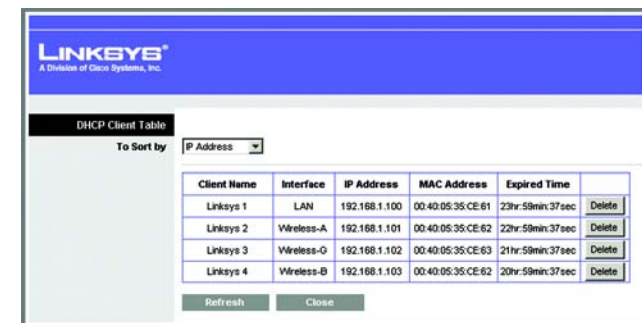 LINKSYS®
A Division of Cisco Systems, Inc.
DHCP Client Table
To Sort by IP Address
Client Name Interface IP Address MAC Address Expired Time
Linksys 1 LAN 192.168.1.100 00:40:05:35:CE:61 23hr:59min:37sec Delete
Linksys 2 Wireless-A 192.168.1.101 00:40:05:35:CE:62 22hr:59min:37sec Delete
Linksys 3 Wireless-G 192.168.1.102 00:40:05:35:CE:63 21hr:59min:37sec Delete
Linksys 4 Wireless-B 192.168.1.103 00:40:05:35:CE:62 20hr:59min:37sec Delete
Refresh Close